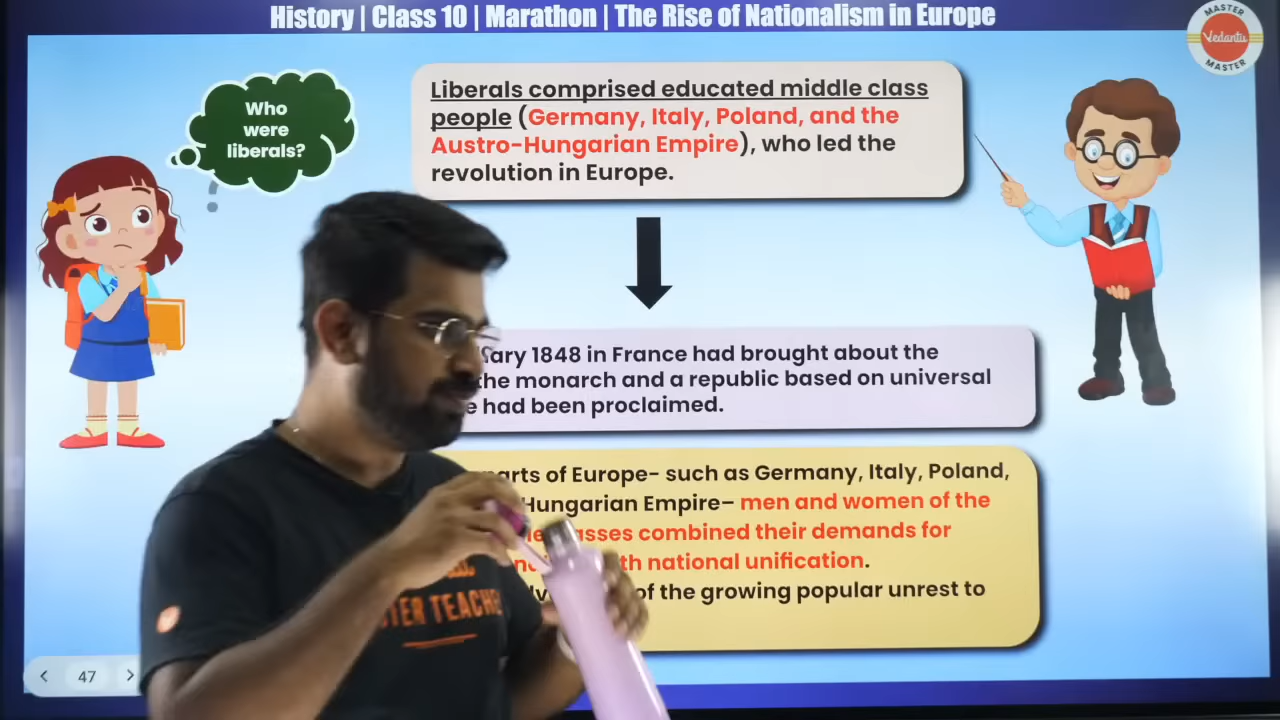 History | Class 10 | Marathon | The Rise of Nationalism in Europe
MASTER
Vedantu
MASTER
Who
were
liberals?
Liberals comprised educated middle class
people (Germany, Italy, Poland, and the
Austro-Hungarian Empire), who led the
revolution in Europe.
1848 in France had brought about the
the monarch and a republic based on universal
had been proclaimed.
of Europe- such as Germany, Italy, Poland,
Hungarian Empire– men and women of the
combined their demands for
national unification.
of the growing popular unrest to
47